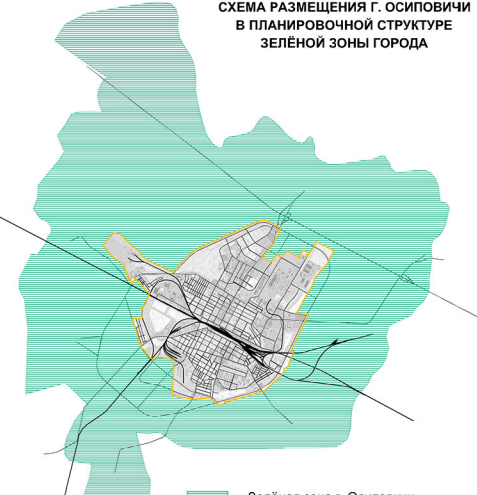 СХЕМА РАЗМЕЩЕНИЯ Г. ОСИПОВИЧИ
В ПЛАНИРОВОЧНОЙ СТРУКТУРЕ
ЗЕЛЁНОЙ ЗОНЫ ГОРОДА